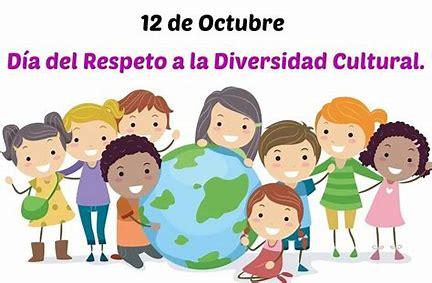 12 de Octubre
Día del Respeto a la Diversidad Cultural.